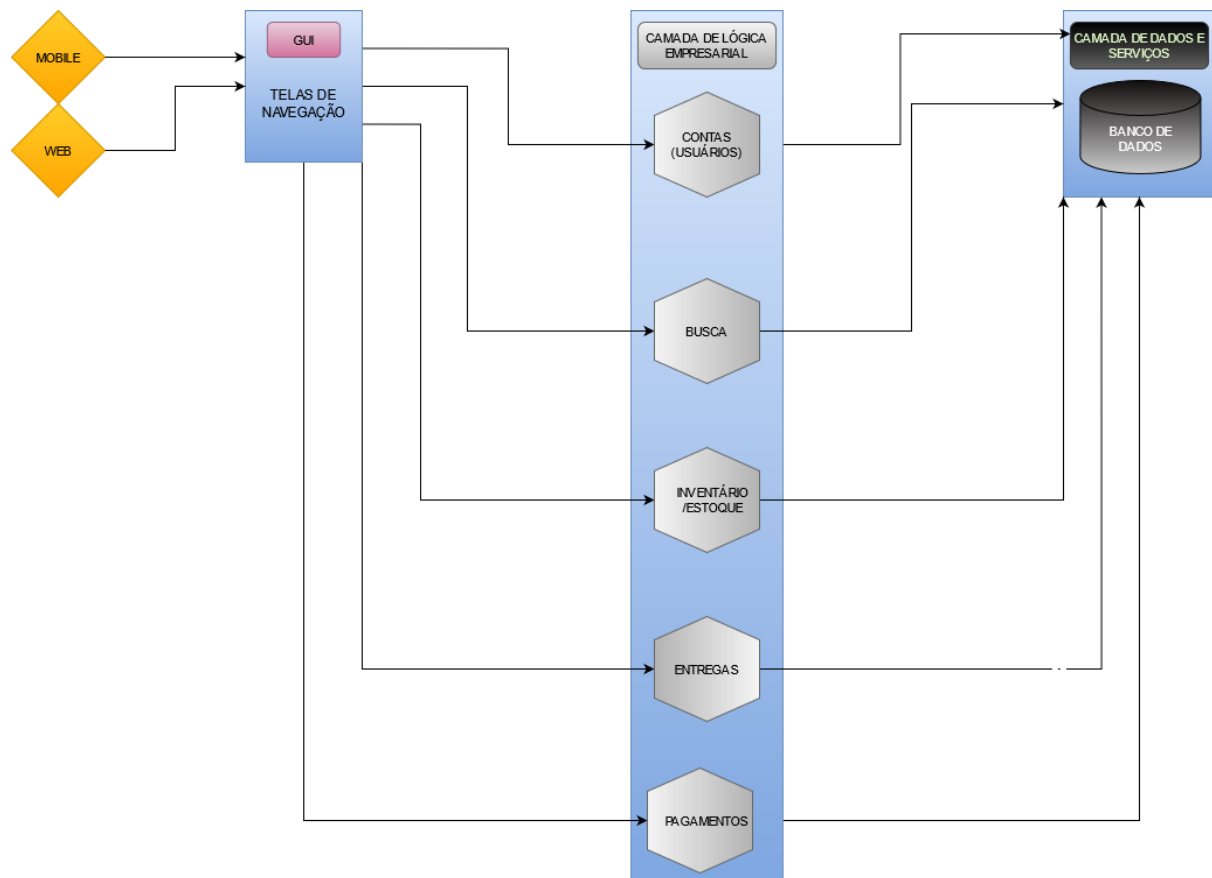 MOBILE
WEB
GUI
TELAS DE
NAVEGAÇÃO
CAMADA DE LÓGICA
EMPRESARIAL
CONTAS
(USUÁRIOS)
BUSCA
INVENTÁRIO
/ESTOQUE
ENTREGAS
PAGAMENTOS
CAMADA DE DADOS E
SERVIÇOS
BANCO DE
DADOS